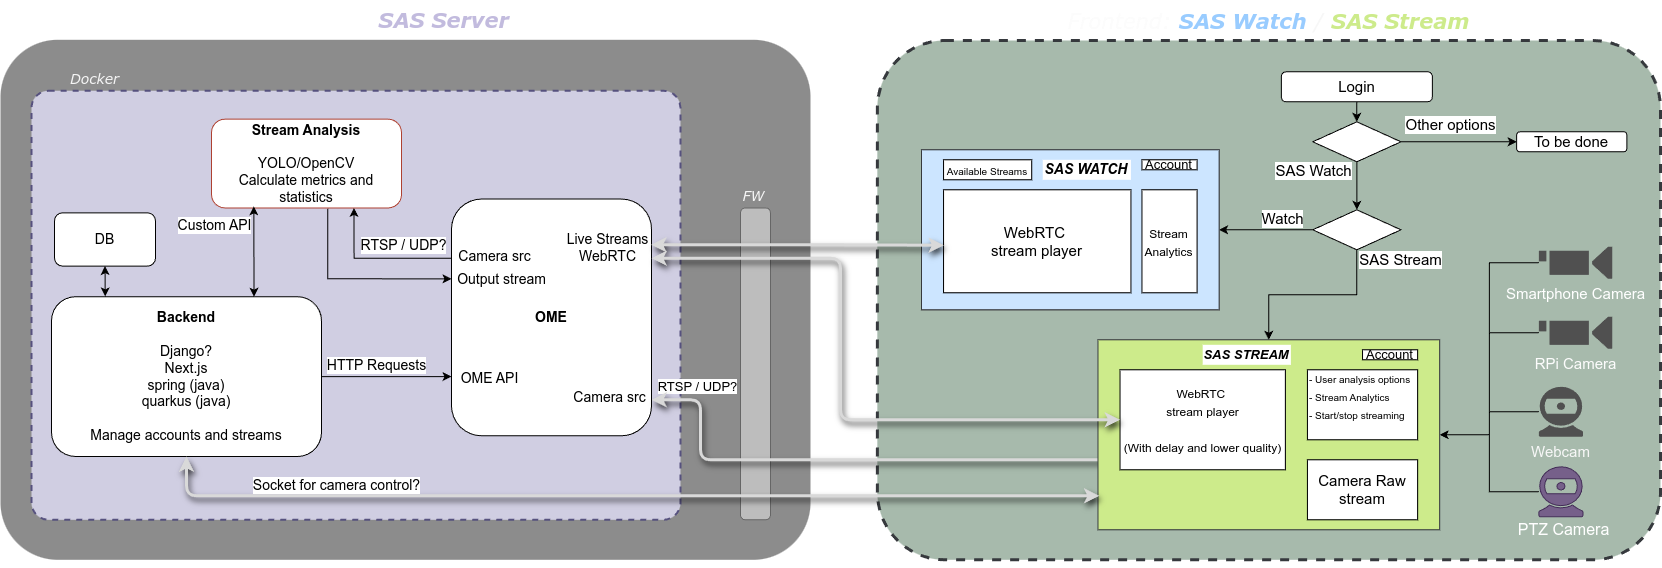 SAS Server
Frontend: SAS Watch / SAS Stream
Docker
Stream Analysis
YOLO/OpenCV
Calculate metrics and
statistics
DB
Custom API
RTSP / UDP?
Camera src
Output stream
Live Streams
WebRTC
OME
OME API
Camera src
Backend
Django?
Next.js
spring (java)
quarkus (java)
Manage accounts and streams
HTTP Requests
RTSP / UDP?
Socket for camera control?
FW
Login
Other options
To be done
SAS Watch
Watch
SAS Stream
Available Streams
SAS WATCH
Account
WebRTC
stream player
Stream
Analytics
SAS STREAM
Account
WebRTC
stream player
(With delay and lower quality)
- User analysis options
- Stream Analytics
- Start/stop streaming
Camera Raw
stream
Smartphone Camera
RPi Camera
Webcam
PTZ Camera